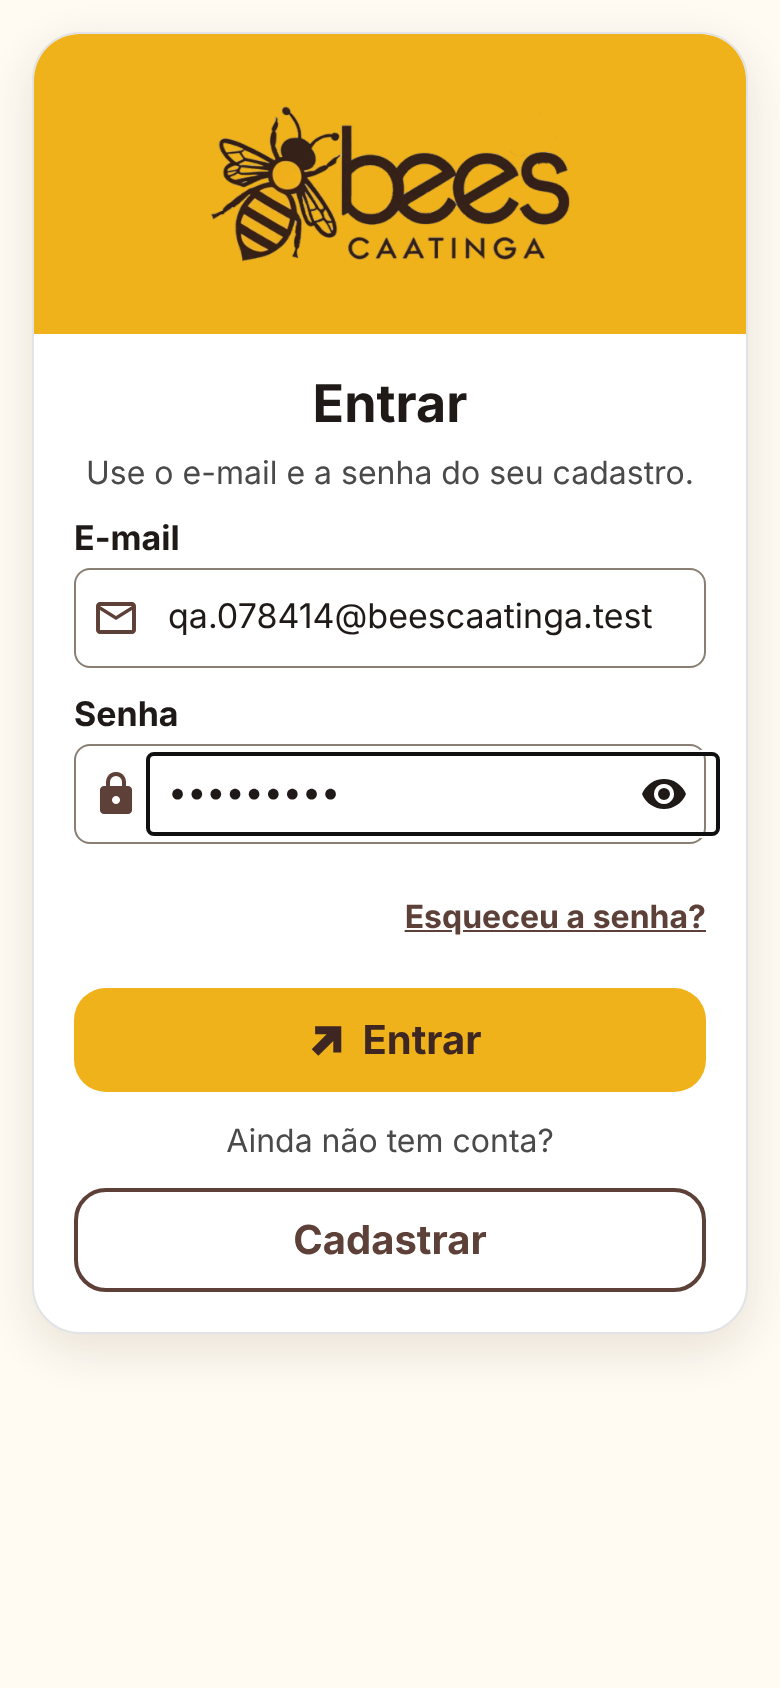 bees
CAATINGA
Entrar
Use o e-mail e a senha do seu cadastro.
E-mail
qa.078414@beescaatinga.test
Senha
•••••••••
Esqueceu a senha?
Entrar
Ainda não tem conta?
Cadastrar